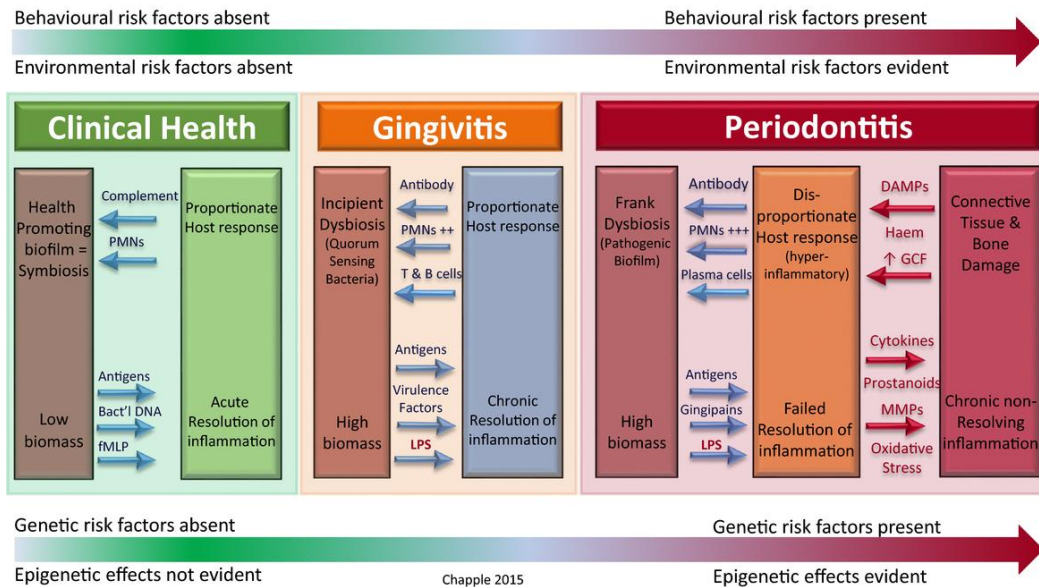 Behavioural risk factors absent
Behavioural risk factors present
Environmental risk factors absent
Environmental risk factors evident
Clinical Health
Health
Promoting
biofilm =
Symbiosis
Low
biomass
Complement
PMNs
Antigens
Bact'l DNA
fMLP
Proportionate
Host response
Acute
Resolution of
inflammation
Gingivitis
Incipient
Dysbiosis
(Quorum
Sensing
Bacteria)
High
biomass
Antibody
PMNs ++
T & B cells
Antigens
Virulence
Factors
LPS
Proportionate
Host response
Chronic
Resolution of
inflammation
Periodontitis
Frank
Dysbiosis
(Pathogenic
Biofilm)
High
biomass
Antibody
PMNs +++
Plasma cells
Antigens
Gingipains
LPS
Dis-
proportionate
Host response
(hyper-
inflammatory)
Failed
Resolution of
inflammation
DAMPs
Haem
↑ GCF
Cytokines
Prostanoids
MMPs
Oxidative
Stress
Connective
Tissue &
Bone
Damage
Chronic non-
Resolving
inflammation
Genetic risk factors absent
Genetic risk factors present
Epigenetic effects not evident
Chapple 2015
Epigenetic effects evident